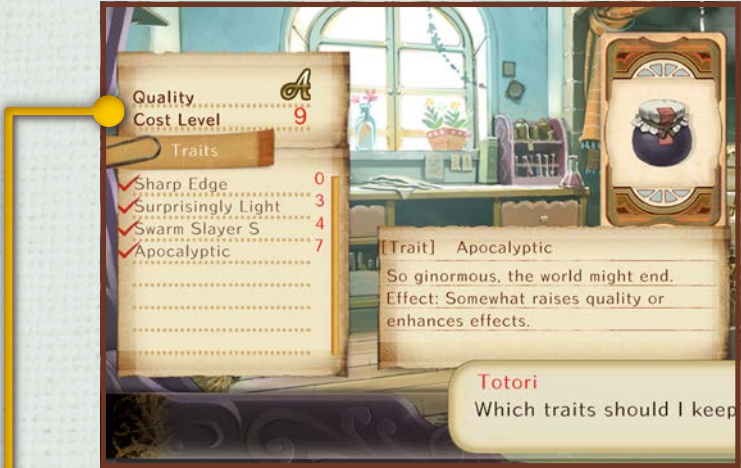 Quality A
Cost Level 9
Traits
Sharp Edge 0
Surprisingly Light 3
Swarm Slayer S 4
Apocalyptic 7
[Trait] Apocalyptic
So ginormous, the world might end.
Effect: Somewhat raises quality or
enhances effects.
Totori
Which traits should I keep